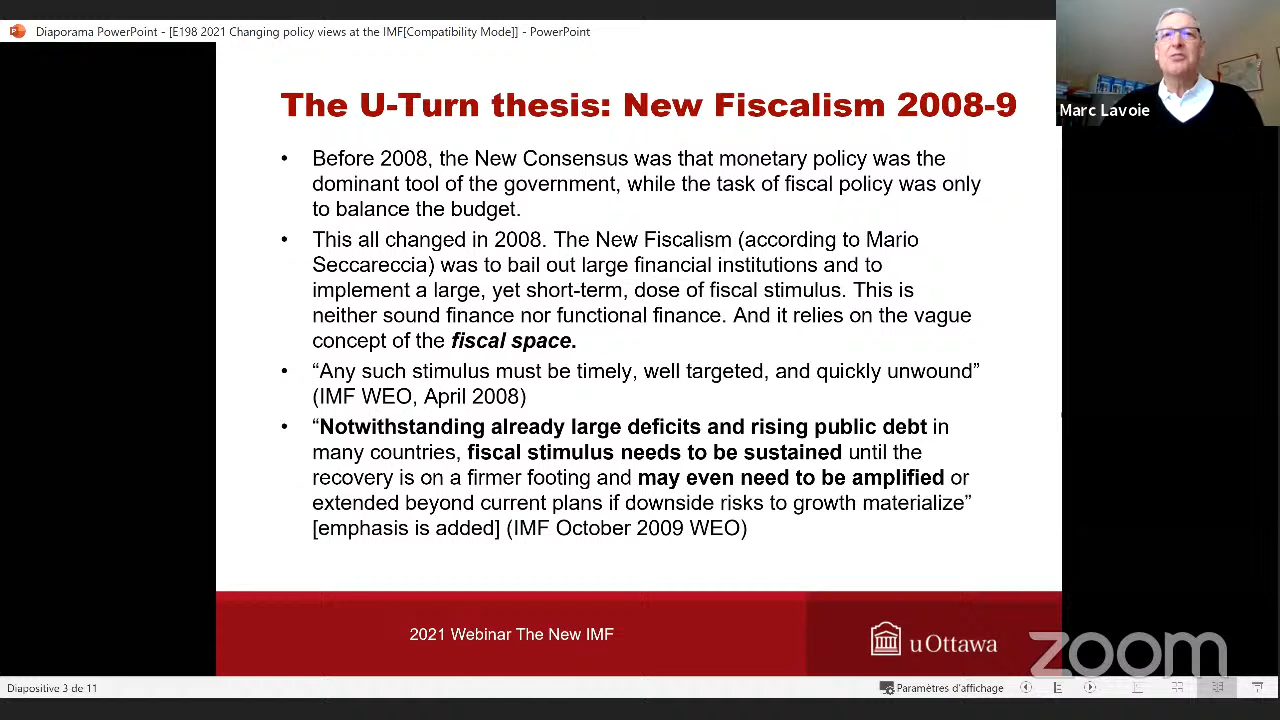 Diaporama PowerPoint - [E198 2021 Changing policy views at the IMF[Compatibility Mode]] - PowerPoint
Marc Lavoie
The U-Turn thesis: New Fiscalism 2008-9
• Before 2008, the New Consensus was that monetary policy was the
dominant tool of the government, while the task of fiscal policy was only
to balance the budget.
• This all changed in 2008. The New Fiscalism (according to Mario
Seccareccia) was to bail out large financial institutions and to
implement a large, yet short-term, dose of fiscal stimulus. This is
neither sound finance nor functional finance. And it relies on the vague
concept of the fiscal space.
• “Any such stimulus must be timely, well targeted, and quickly unwound”
(IMF WEO, April 2008)
• “Notwithstanding already large deficits and rising public debt in
many countries, fiscal stimulus needs to be sustained until the
recovery is on a firmer footing and may even need to be amplified or
extended beyond current plans if downside risks to growth materialize”
[emphasis is added] (IMF October 2009 WEO)
2021 Webinar The New IMF
uOttawa
zoom
Diapositive 3 de 11
Paramètres d'affichage